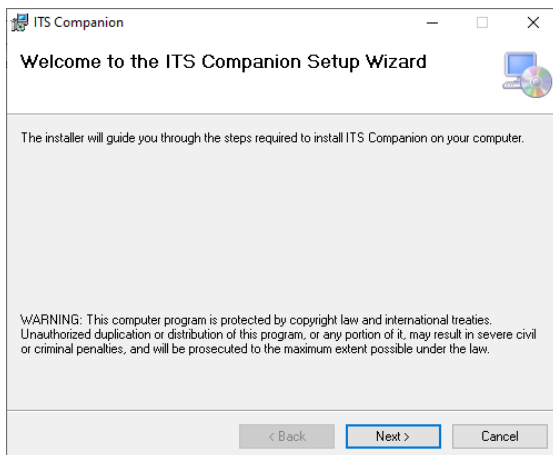 ITS Companion
Welcome to the ITS Companion Setup Wizard
The installer will guide you through the steps required to install ITS Companion on your computer.
WARNING: This computer program is protected by copyright law and international treaties.
Unauthorized duplication or distribution of this program, or any portion of it, may result in severe civil
or criminal penalties, and will be prosecuted to the maximum extent possible under the law.
< Back
Next >
Cancel